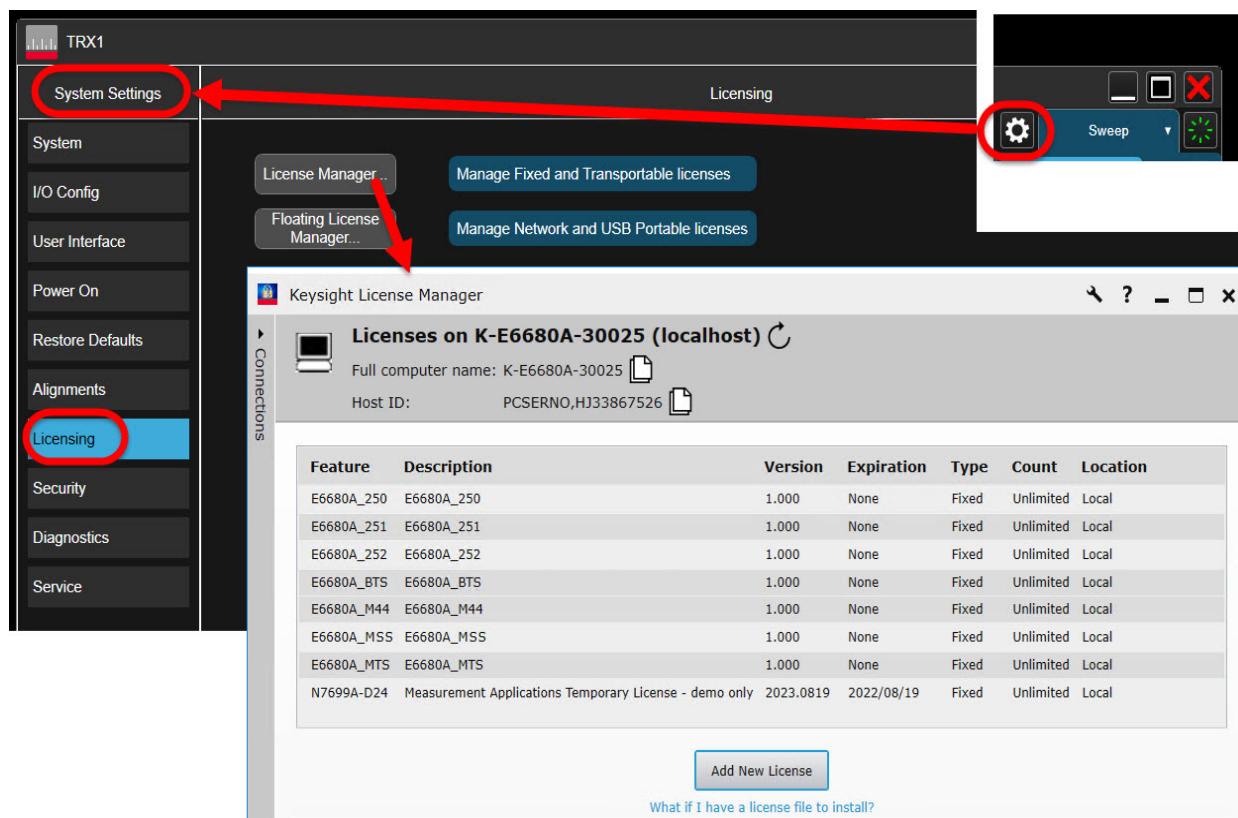 TRX1
System Settings
Licensing
Sweep
System
I/O Config
User Interface
Power On
Restore Defaults
Alignments
Licensing
Security
Diagnostics
Service
License Manager...
Manage Fixed and Transportable licenses
Floating License
Manager...
Manage Network and USB Portable licenses
Keysight License Manager
?
Connections
Licenses on K-E6680A-30025 (localhost)
Full computer name: K-E6680A-30025
Host ID: PCSERNO,HJ33867526
Feature Description Version Expiration Type Count Location
E6680A_250 E6680A_250 1.000 None Fixed Unlimited Local
E6680A_251 E6680A_251 1.000 None Fixed Unlimited Local
E6680A_252 E6680A_252 1.000 None Fixed Unlimited Local
E6680A_BTS E6680A_BTS 1.000 None Fixed Unlimited Local
E6680A_M44 E6680A_M44 1.000 None Fixed Unlimited Local
E6680A_MSS E6680A_MSS 1.000 None Fixed Unlimited Local
E6680A_MTS E6680A_MTS 1.000 None Fixed Unlimited Local
N7699A-D24 Measurement Applications Temporary License - demo only 2023.0819 2022/08/19 Fixed Unlimited Local
Add New License
What if I have a license file to install?